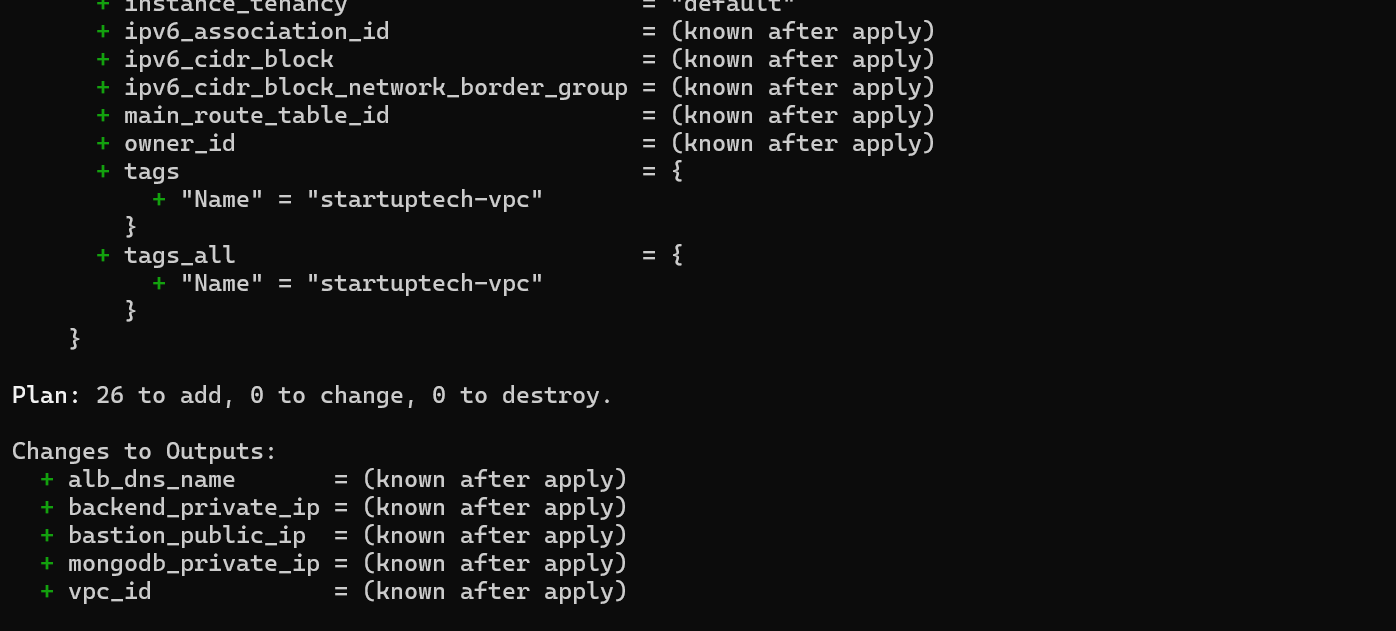 + instance_tenancy = "default"
+ ipv6_association_id = (known after apply)
+ ipv6_cidr_block = (known after apply)
+ ipv6_cidr_block_network_border_group = (known after apply)
+ main_route_table_id = (known after apply)
+ owner_id = (known after apply)
+ tags = {
+ "Name" = "startuptech-vpc"
}
+ tags_all = {
+ "Name" = "startuptech-vpc"
}
}
Plan: 26 to add, 0 to change, 0 to destroy.
Changes to Outputs:
+ alb_dns_name = (known after apply)
+ backend_private_ip = (known after apply)
+ bastion_public_ip = (known after apply)
+ mongodb_private_ip = (known after apply)
+ vpc_id = (known after apply)